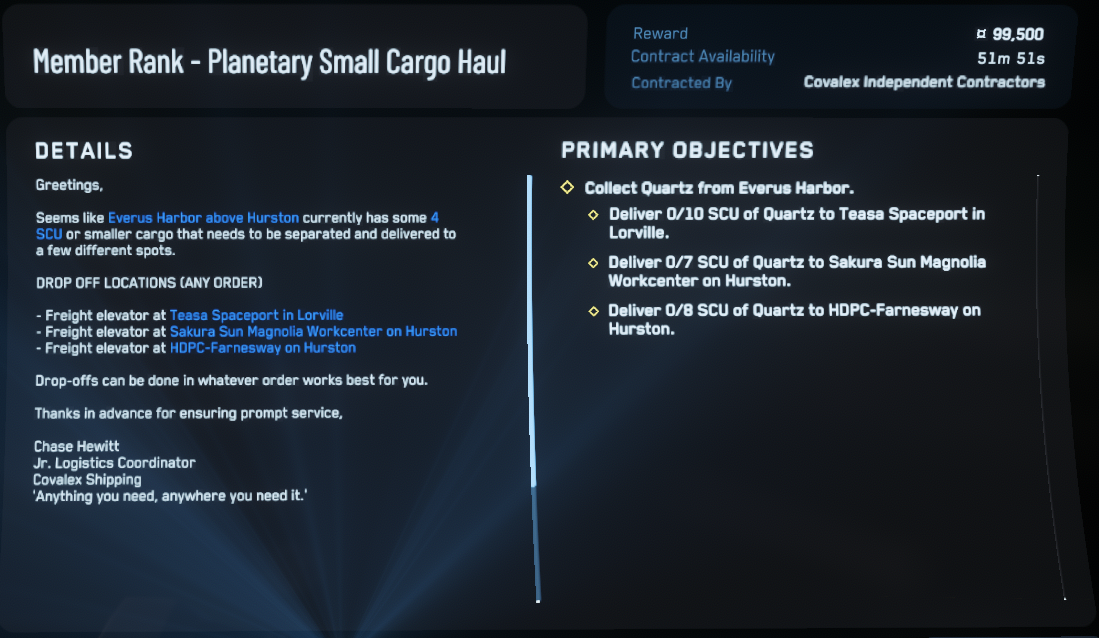 Member Rank - Planetary Small Cargo Haul
Reward
¤ 99,500
Contract Availability
51m 51s
Contracted By
Covalex Independent Contractors
DETAILS
Greetings,
Seems like Everus Harbor above Hurston currently has some 4
SCU or smaller cargo that needs to be separated and delivered to
a few different spots.
DROP OFF LOCATIONS (ANY ORDER)
- Freight elevator at Teasa Spaceport in Lorville
- Freight elevator at Sakura Sun Magnolia Workcenter on Hurston
- Freight elevator at HDPC-Farnesway on Hurston
Drop-offs can be done in whatever order works best for you.
Thanks in advance for ensuring prompt service,
Chase Hewitt
Jr. Logistics Coordinator
Covalex Shipping
'Anything you need, anywhere you need it.'
PRIMARY OBJECTIVES
Collect Quartz from Everus Harbor.
Deliver 0/10 SCU of Quartz to Teasa Spaceport in
Lorville.
Deliver 0/7 SCU of Quartz to Sakura Sun Magnolia
Workcenter on Hurston.
Deliver 0/8 SCU of Quartz to HDPC-Farnesway on
Hurston.